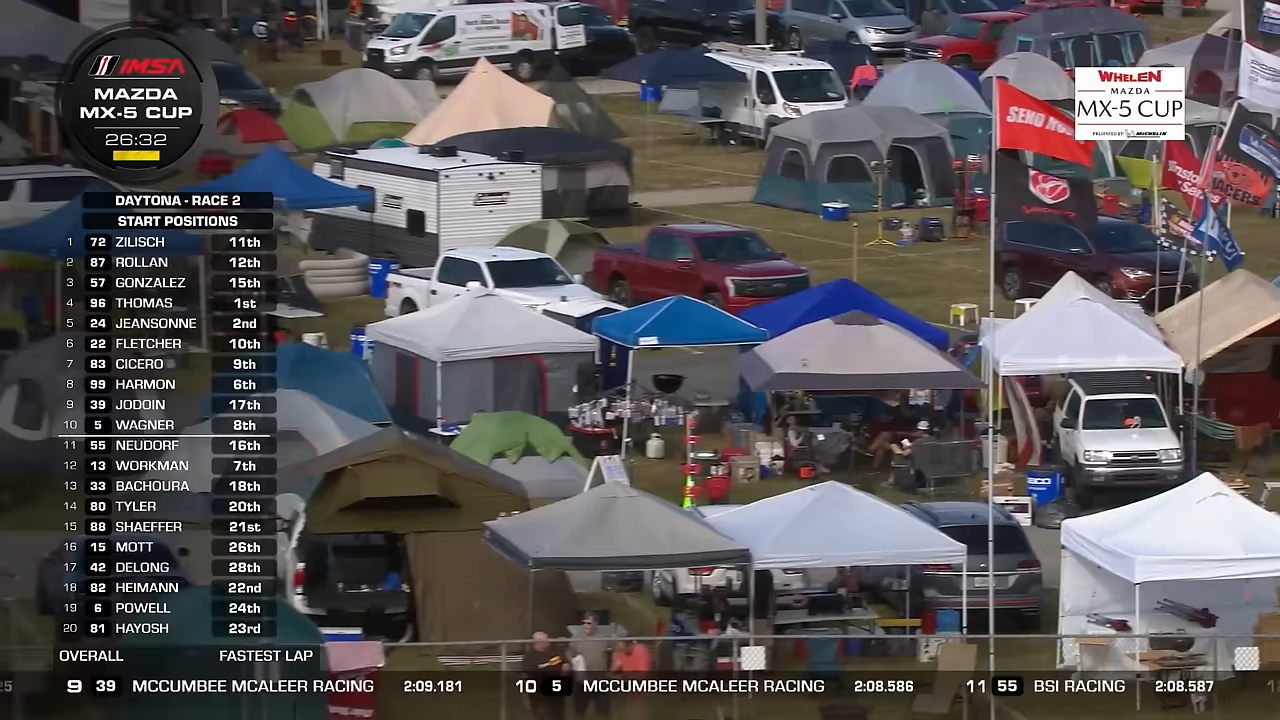 IMSA
MAZDA
MX-5 CUP
26:32
WHELEN
MAZDA
MX-5 CUP
PRESENTED BY MICHELIN
DAYTONA - RACE 2
START POSITIONS
1 72 ZILISCH 11th
2 87 ROLLAN 12th
3 57 GONZALEZ 15th
4 96 THOMAS 1st
5 24 JEANSONNE 2nd
6 22 FLETCHER 10th
7 83 CICERO 9th
8 99 HARMON 6th
9 39 JODOIN 17th
10 5 WAGNER 8th
11 55 NEUDORF 16th
12 13 WORKMAN 7th
13 33 BACHOURA 18th
14 80 TYLER 20th
15 88 SHAEFFER 21st
16 15 MOTT 26th
17 42 DELONG 28th
18 82 HEIMANN 22nd
19 6 POWELL 24th
20 81 HAYOSH 23rd
OVERALL FASTEST LAP
9 39 MCCUMBEE MCALEER RACING 2:09.181 10 5 MCCUMBEE MCALEER RACING 2:08.586 11 55 BSI RACING 2:08.587
SEND